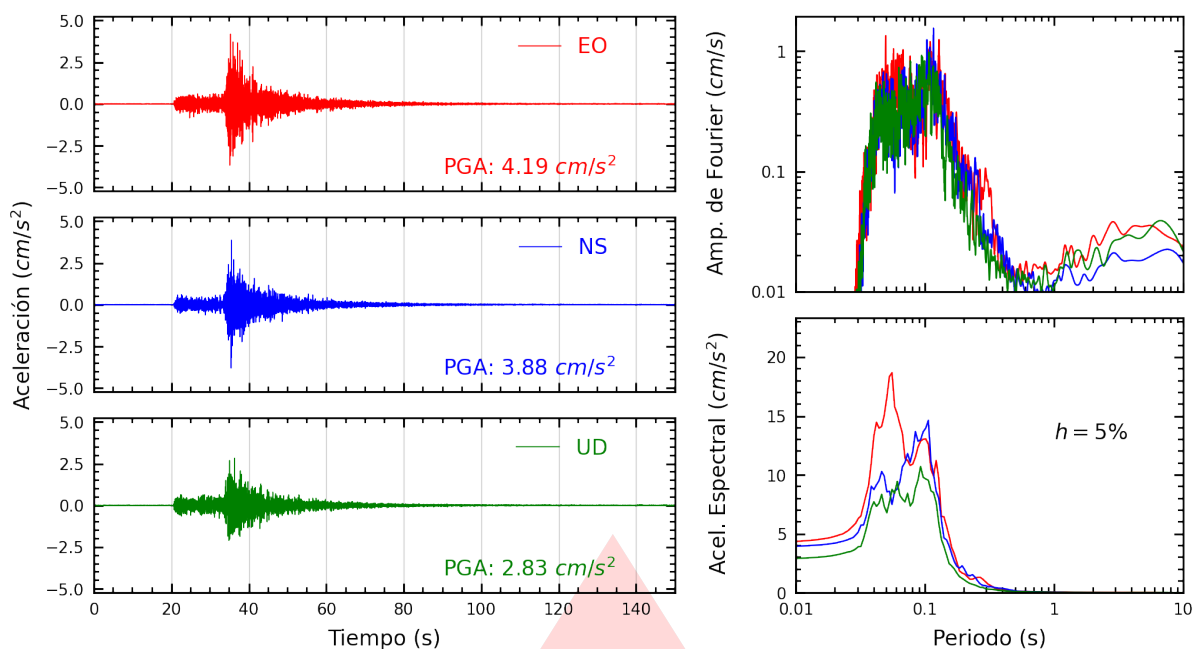 Aceleración (cm/s²)
5.0
2.5
0.0
−2.5
−5.0
EO
PGA: 4.19 cm/s²
5.0
2.5
0.0
−2.5
−5.0
NS
PGA: 3.88 cm/s²
5.0
2.5
0.0
−2.5
−5.0
UD
PGA: 2.83 cm/s²
0 20 40 60 80 100 120 140
Tiempo (s)
Amp. de Fourier (cm/s)
1
0.1
0.01
Acel. Espectral (cm/s²)
20
15
10
5
0
h = 5%
0.01 0.1 1 10
Periodo (s)